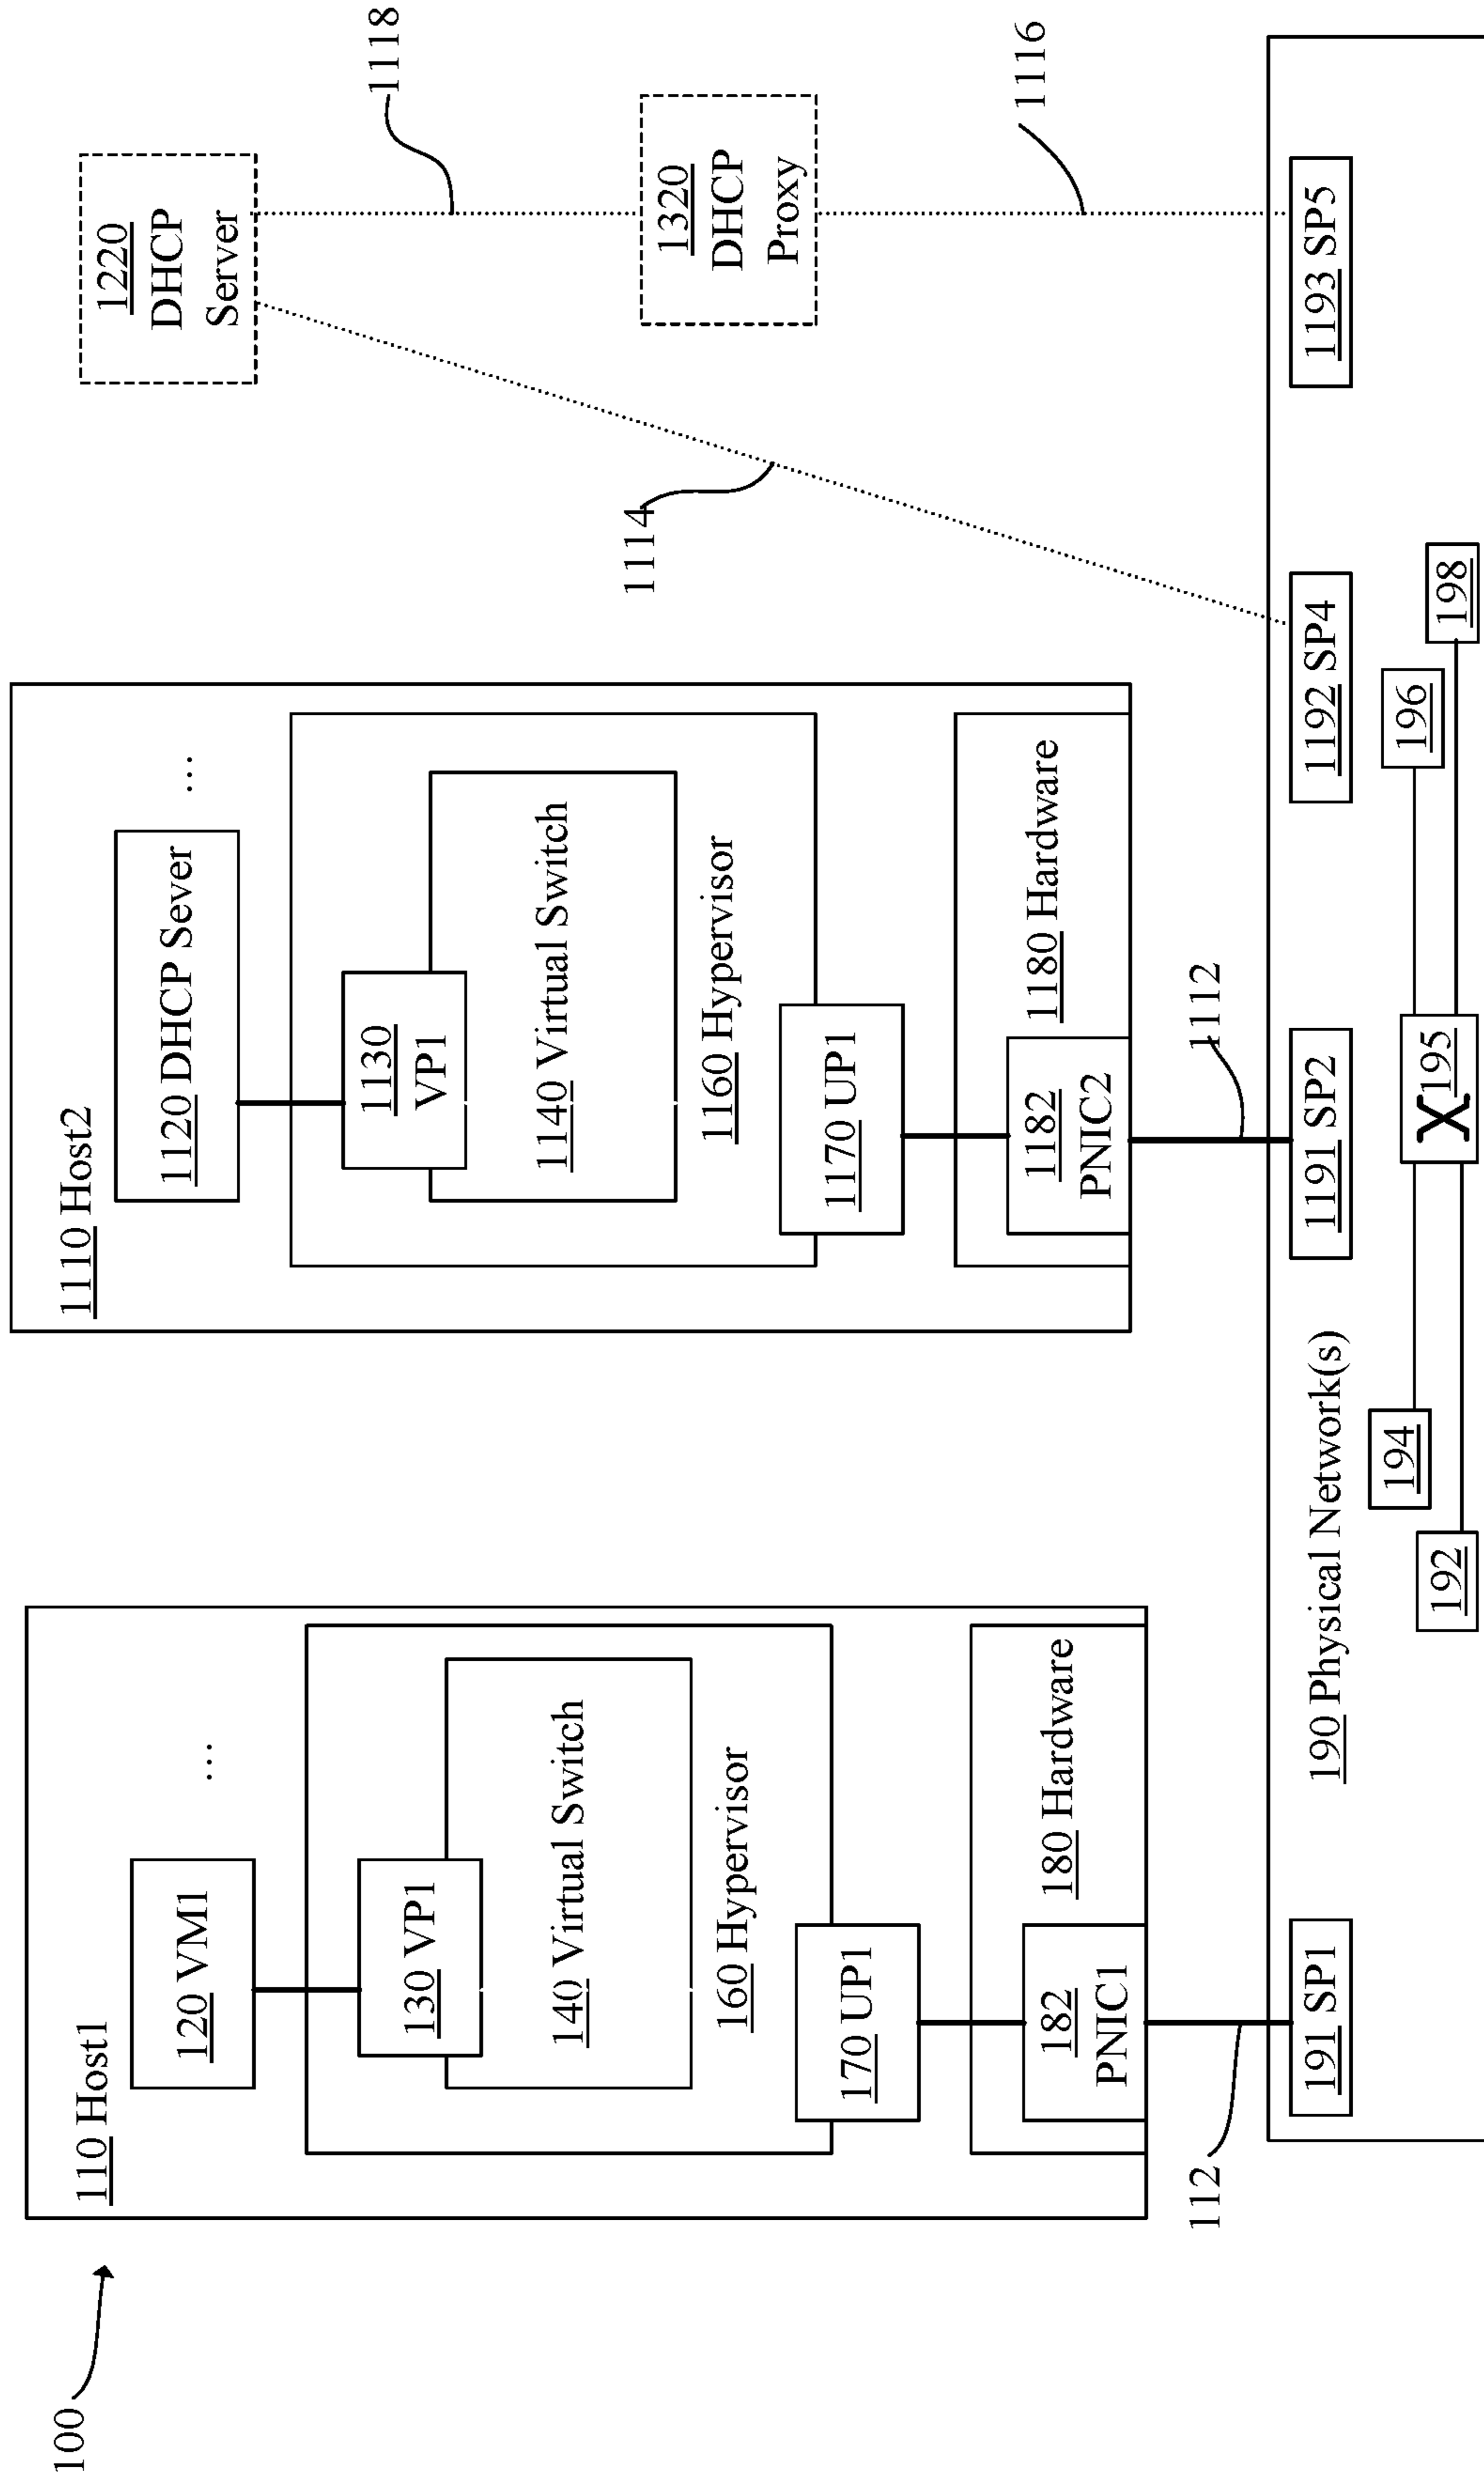 100
110 Host1
120 VM1
...
130 VP1
140 Virtual Switch
160 Hypervisor
170 UP1
180 Hardware
182
PNIC1
112
1110 Host2
1120 DHCP Sever
...
1130
VP1
1140 Virtual Switch
1160 Hypervisor
1170 UP1
1180 Hardware
1182
PNIC2
1112
1220
DHCP
Server
1118
1320
DHCP
Proxy
1114
1116
191 SP1
1191 SP2
1192 SP4
1193 SP5
190 Physical Network(s)
194
196
192
X 195
198